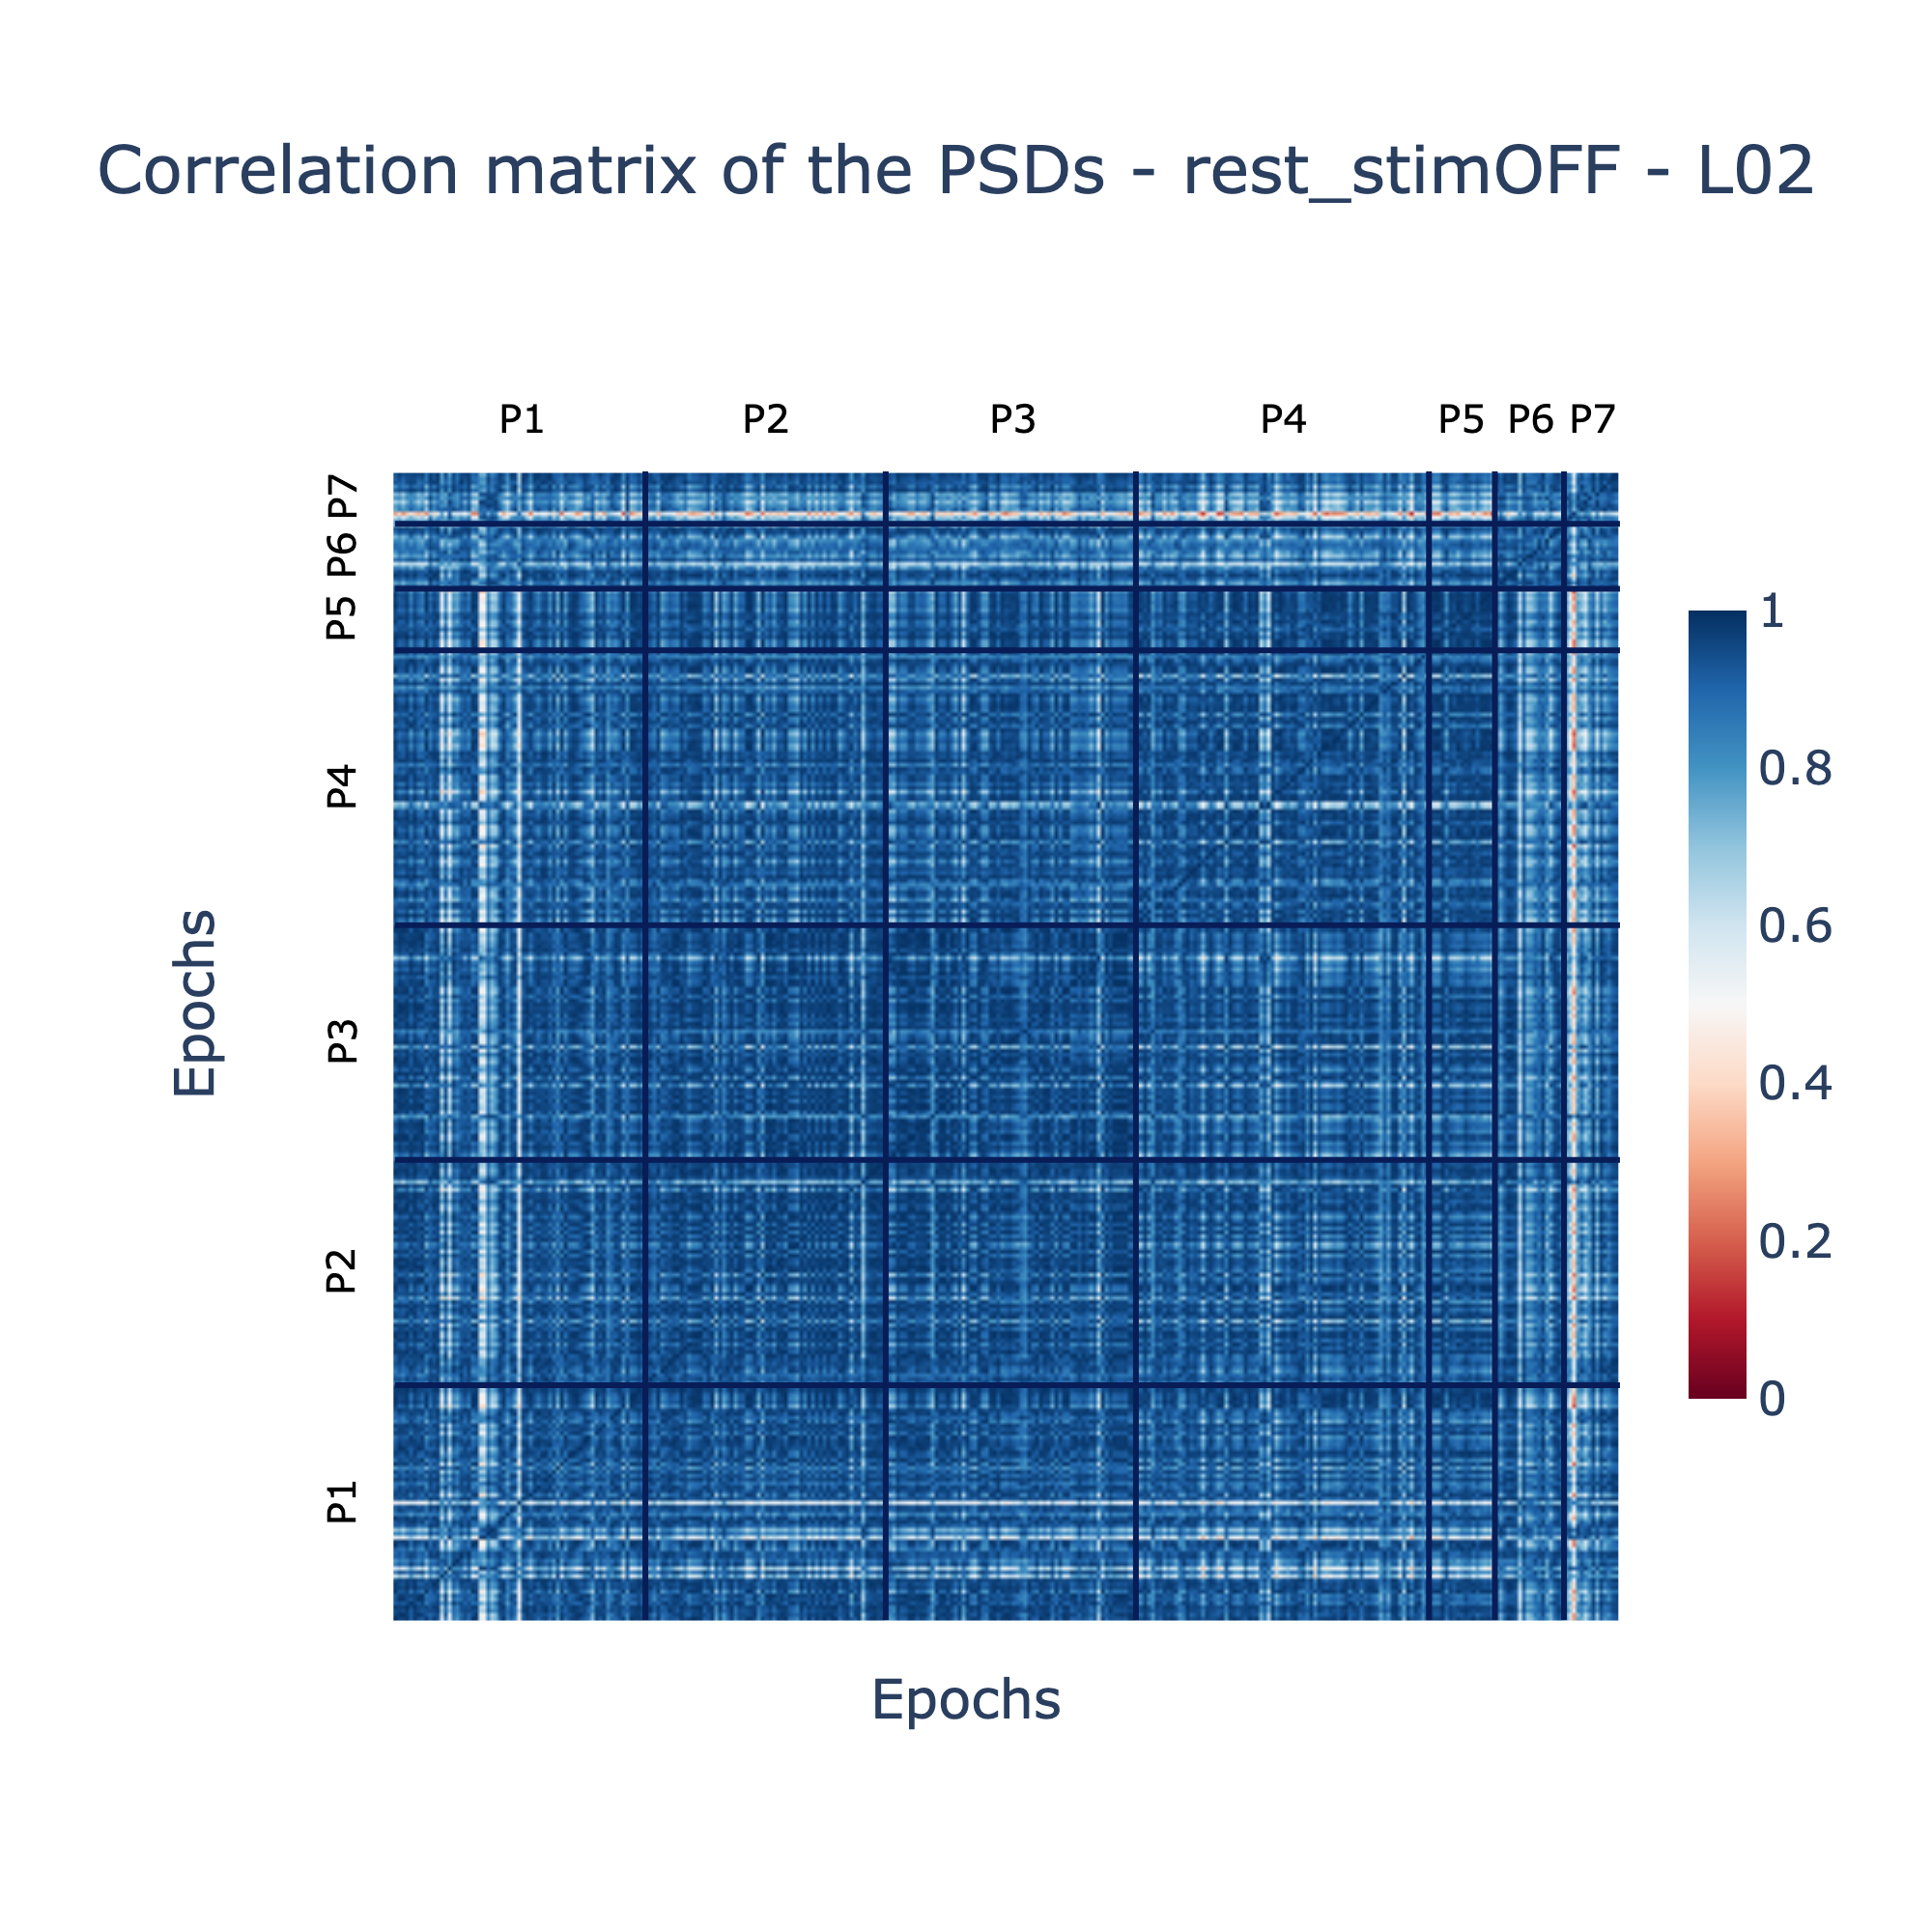 Correlation matrix of the PSDs - rest_stimOFF - L02
P1 P2 P3 P4 P5 P6 P7
P7
P6
P5
P4
P3
P2
P1
Epochs
Epochs
1
0.8
0.6
0.4
0.2
0